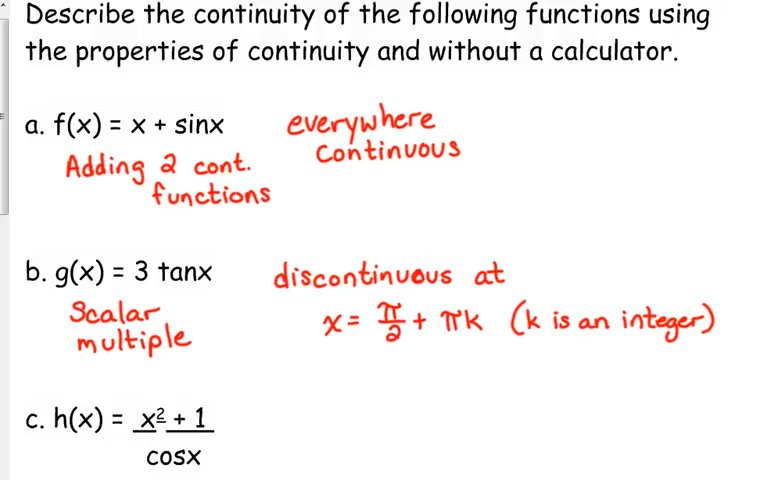 Describe the continuity of the following functions using
the properties of continuity and without a calculator.
a. f(x) = x + sinx
everywhere
continuous
Adding 2 cont.
functions
b. g(x) = 3 tanx
discontinuous at
Scalar
multiple
x = π/2 + πk (k is an integer)
c. h(x) = x² + 1
cosx